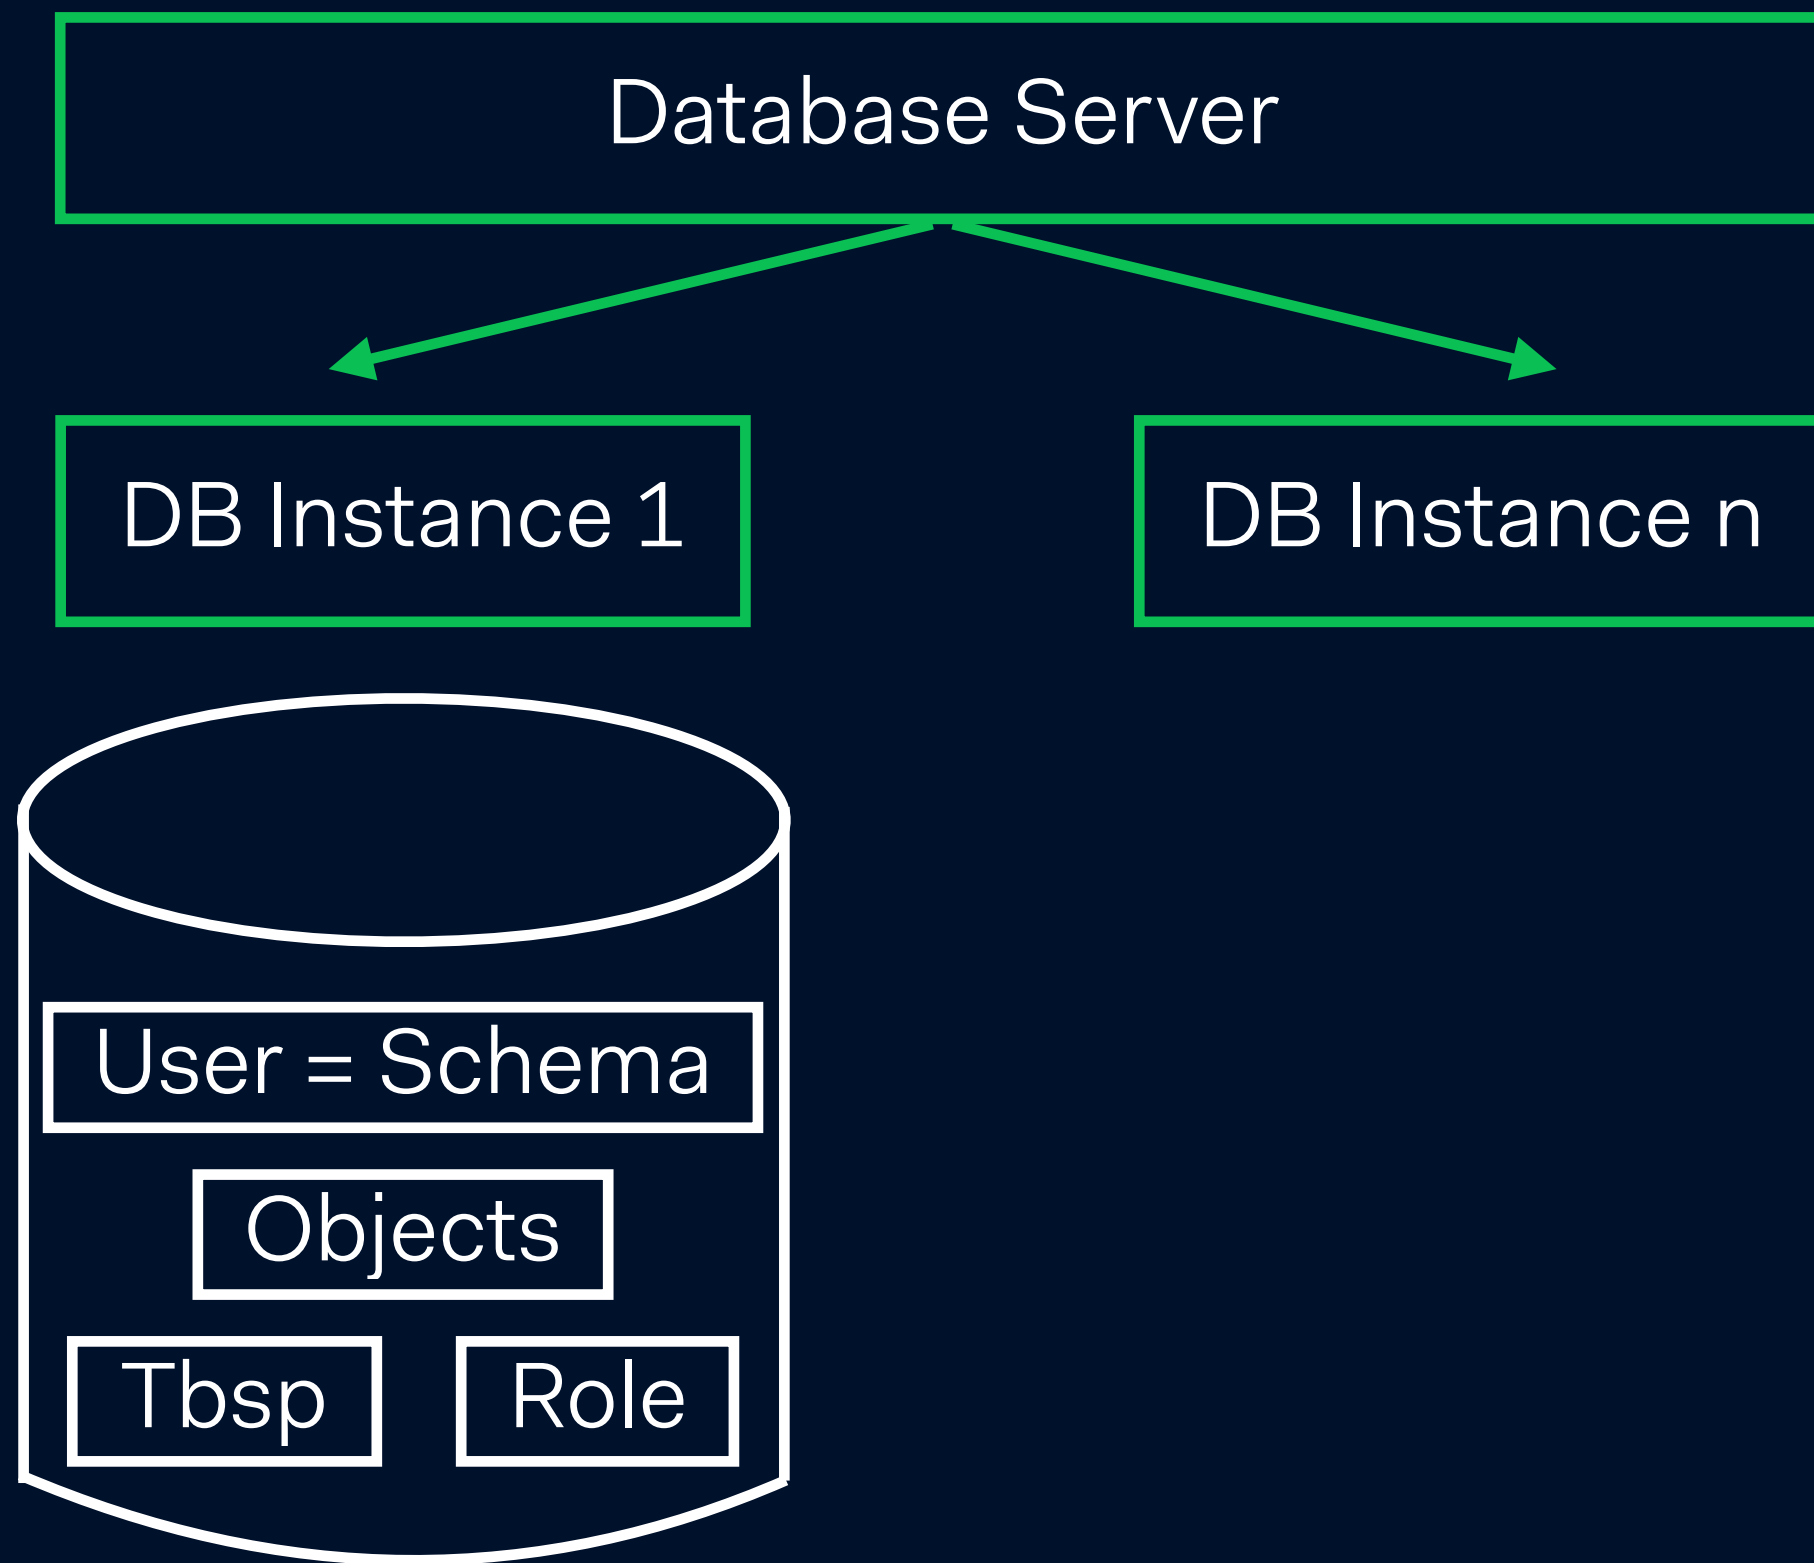 Database Server
DB Instance 1
DB Instance n
User = Schema
Objects
Tbsp
Role